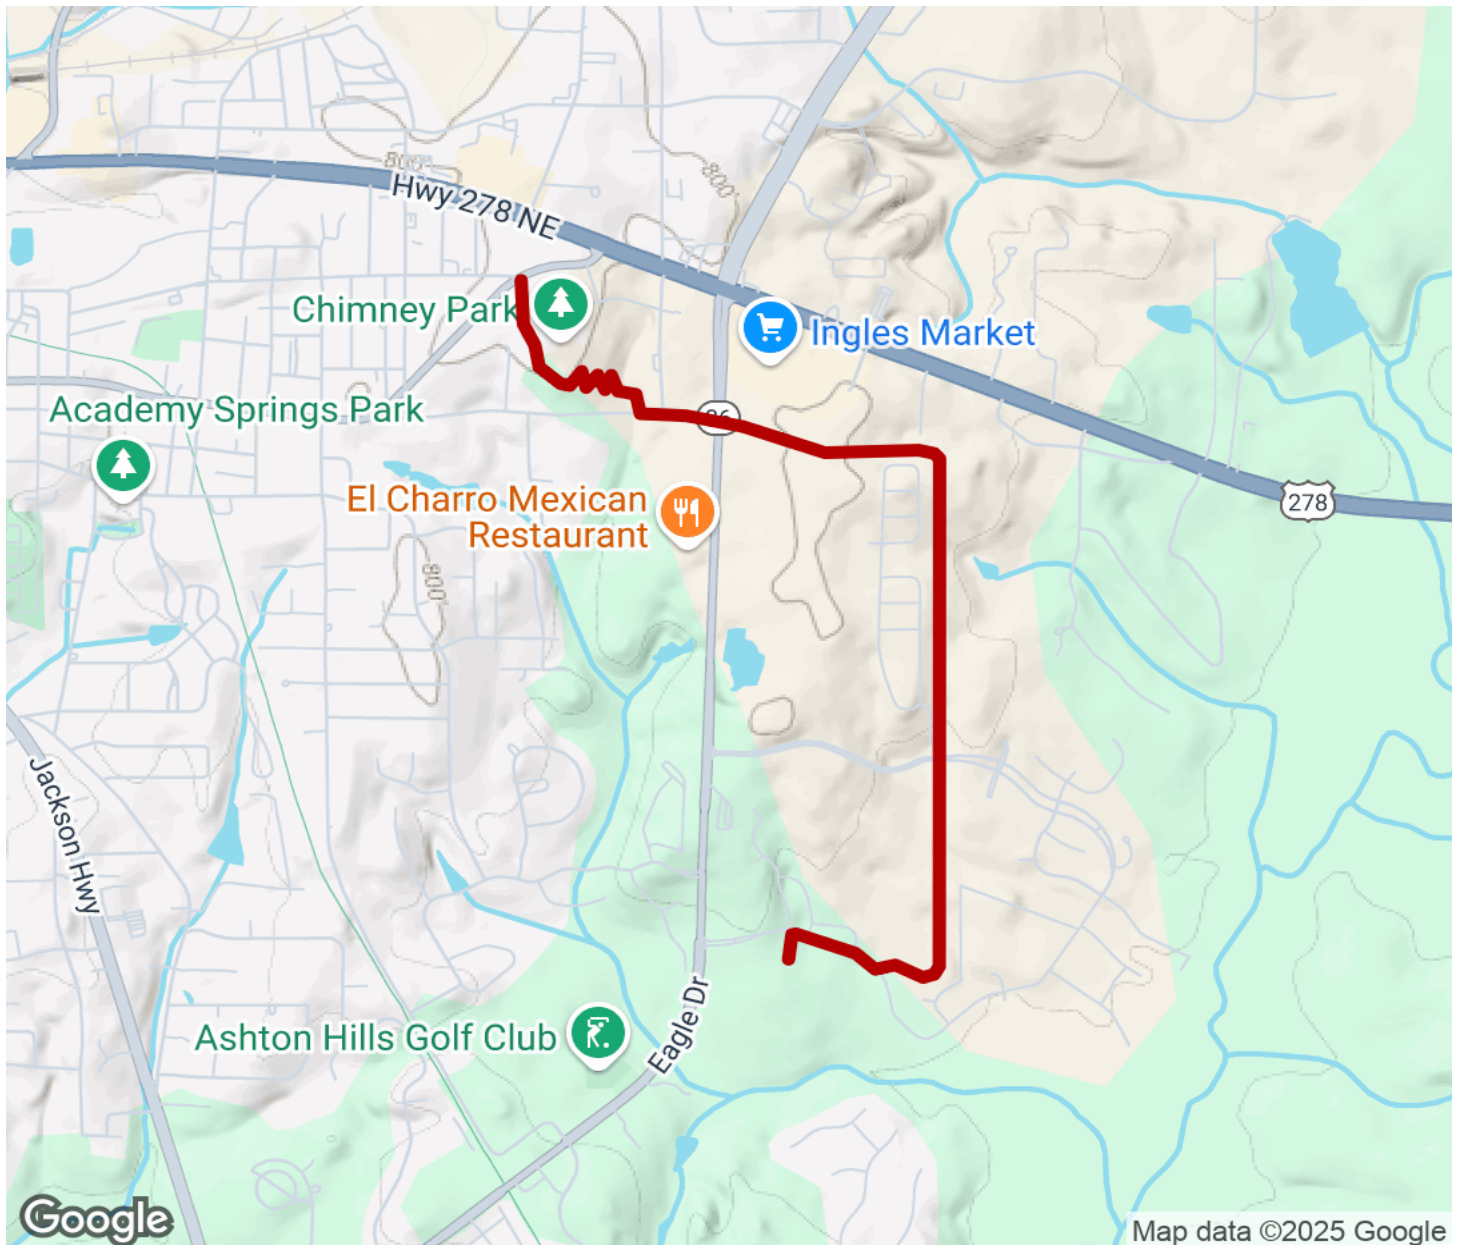 800'
Hwy 278 NE
800'
Chimney Park
Ingles Market
36
Academy Springs Park
El Charro Mexican
Restaurant
278
800'
Jackson Hwy
Eagle Dr
Ashton Hills Golf Club
Google
Map data ©2025 Google